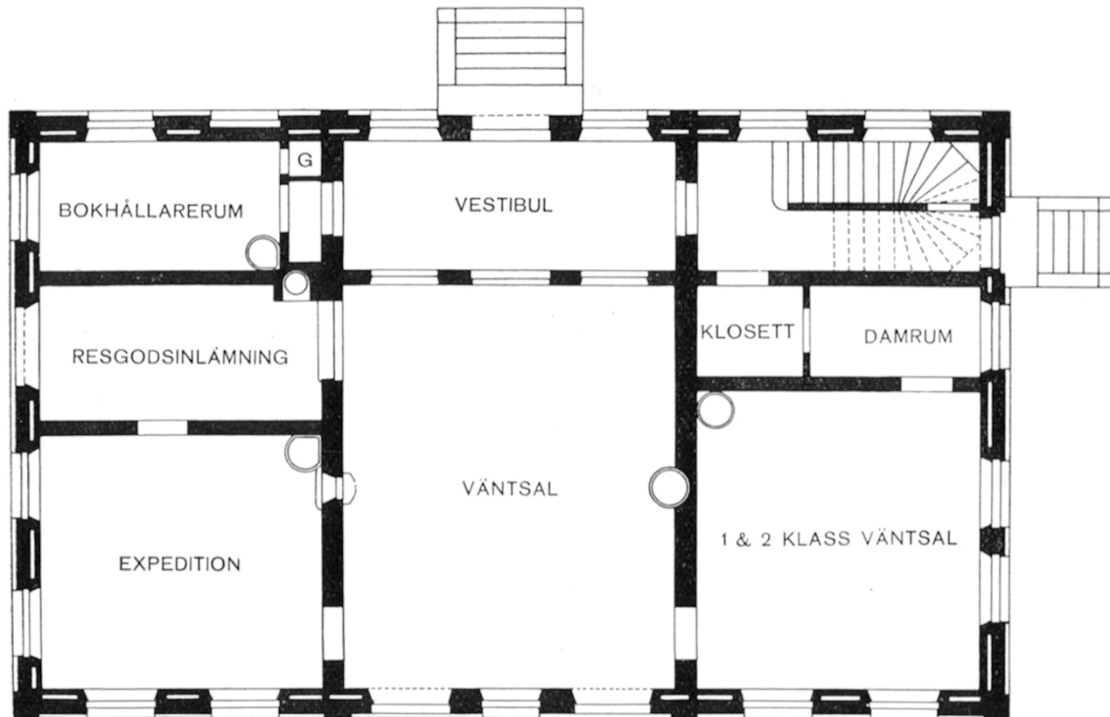 G
BOKHÅLLARERUM
VESTIBUL
RESGODSINLÄMNING
KLOSETT
DAMRUM
VÄNTSAL
1 & 2 KLASS VÄNTSAL
EXPEDITION